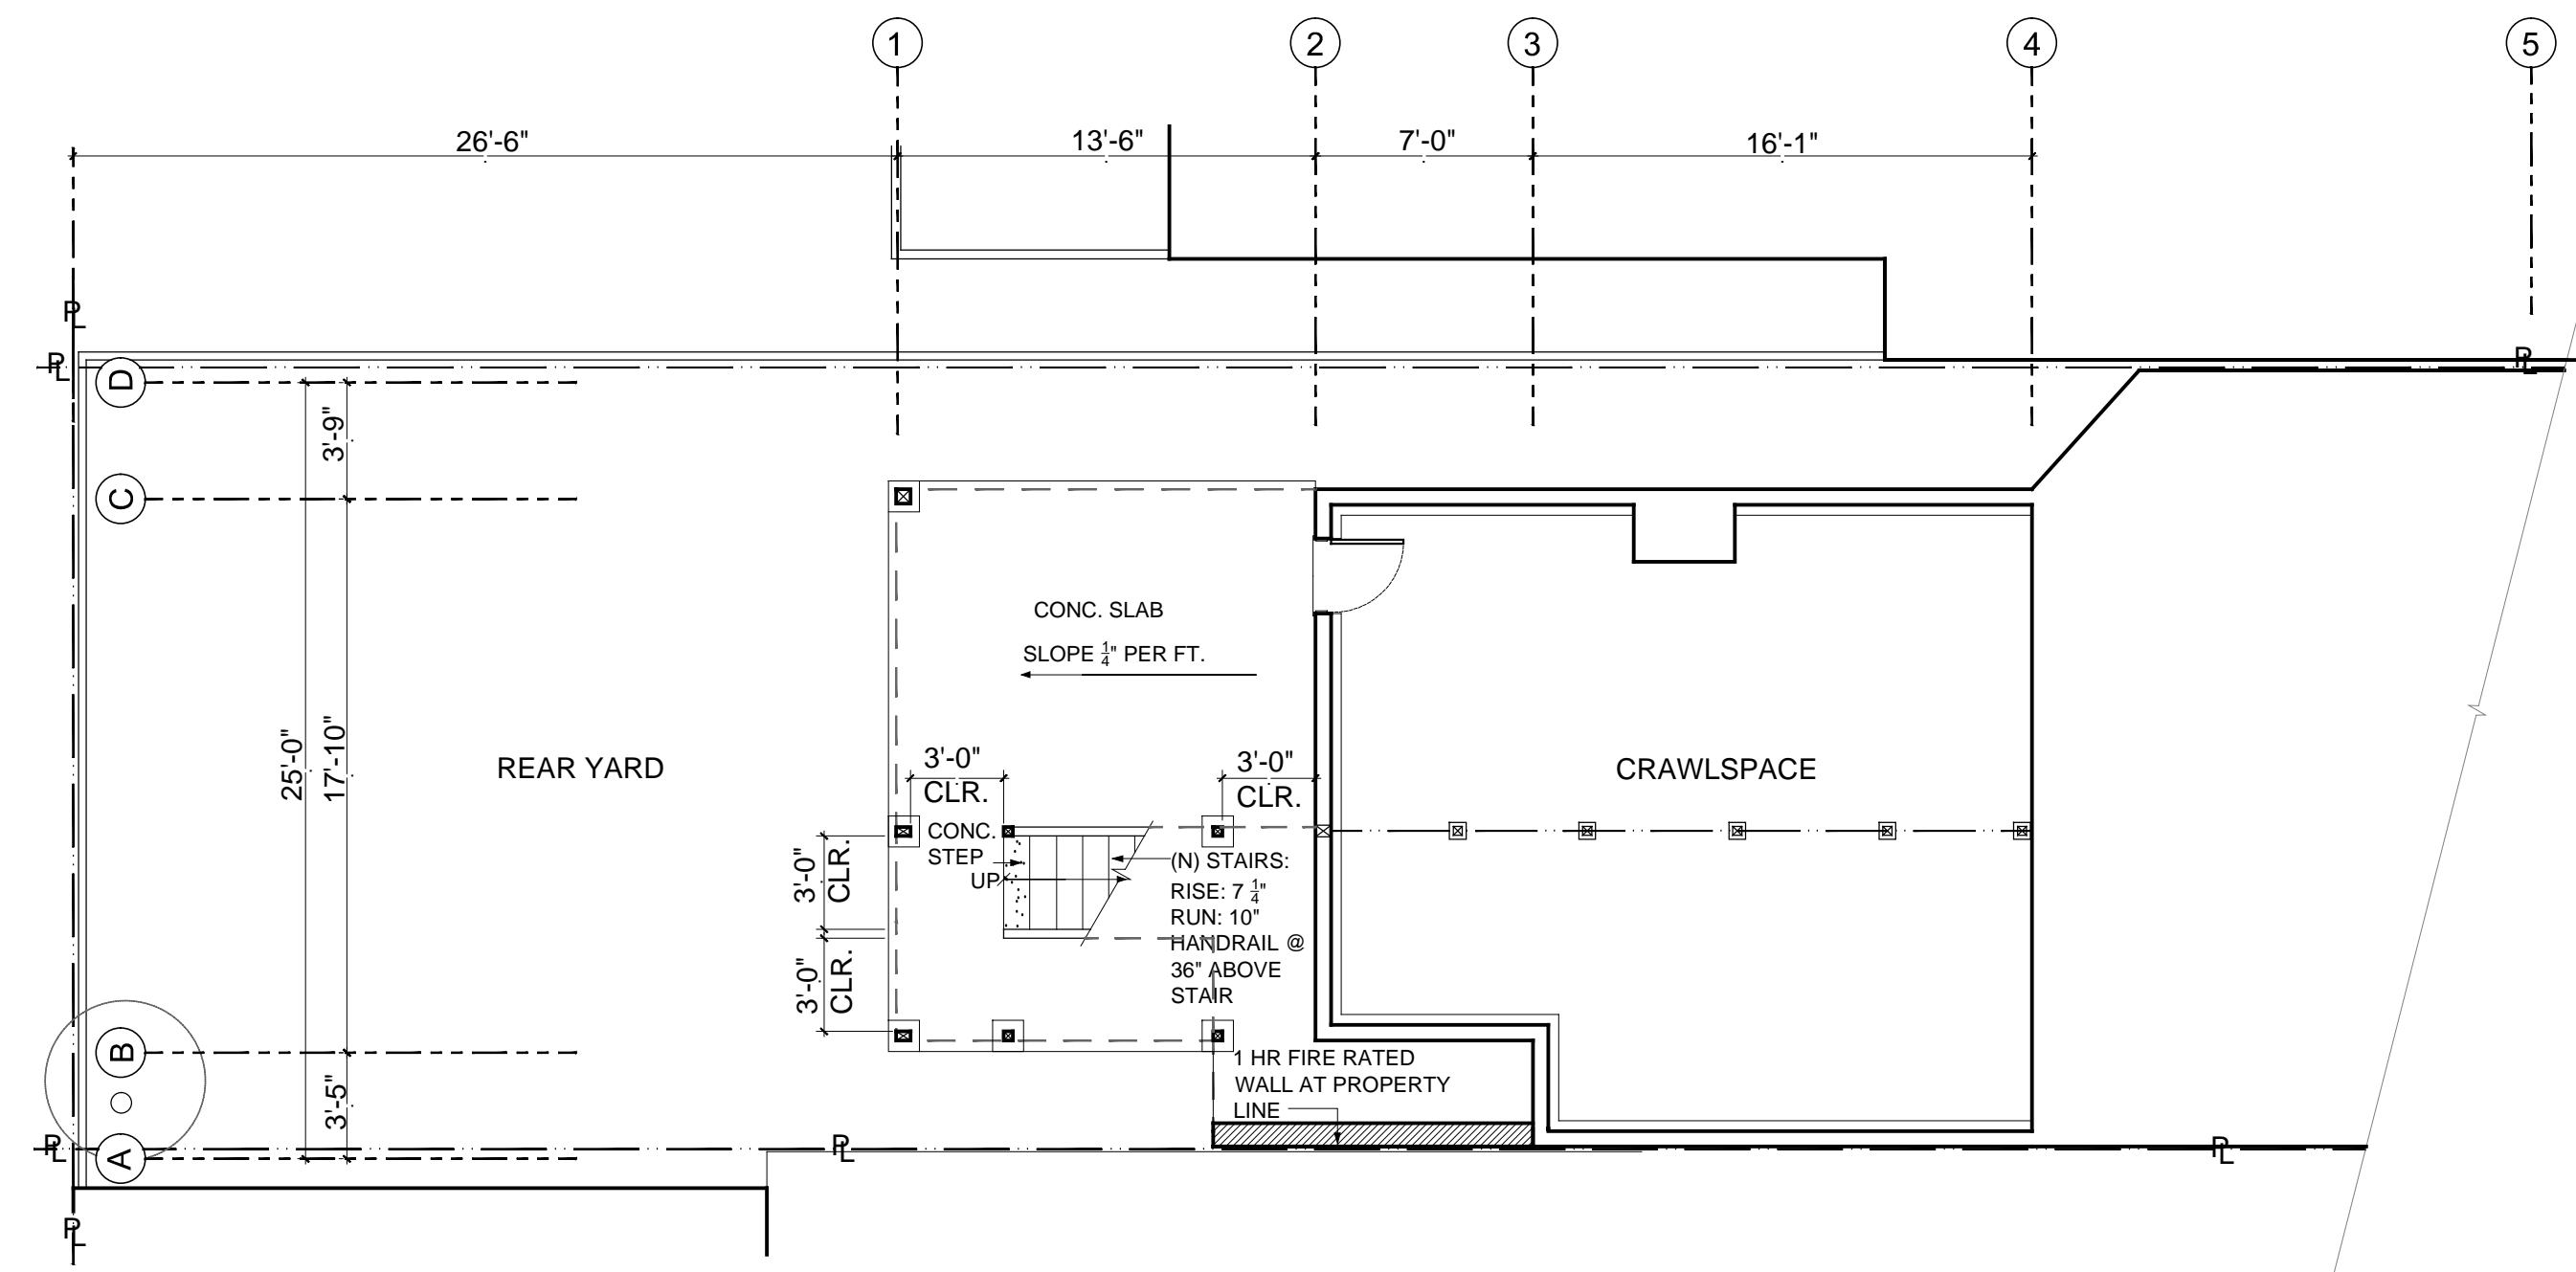 1
2
3
4
5
26'-6"
13'-6"
7'-0"
16'-1"
PL
PL
PL
D
3'-9"
C
CONC. SLAB
SLOPE 1/4" PER FT.
25'-0"
17'-10"
REAR YARD
3'-0"
CLR.
3'-0"
CLR.
CRAWLSPACE
CONC.
STEP
UP
3'-0"
CLR.
(N) STAIRS:
RISE: 7 1/4"
RUN: 10"
HANDRAIL @
36" ABOVE
STAIR
3'-0"
CLR.
B
3'-5"
1 HR FIRE RATED
WALL AT PROPERTY
LINE
PL
A
PL
PL
PL